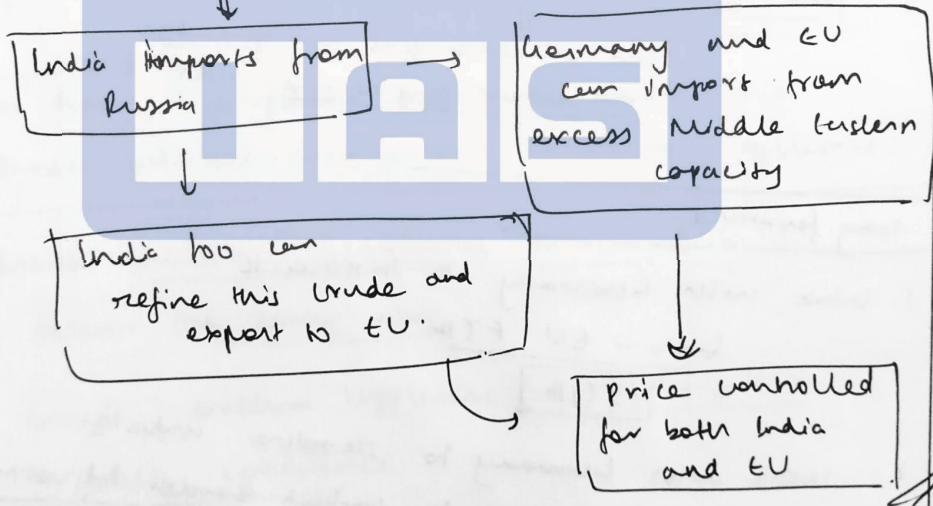 India imports from
Russia
Germany and EU
can import from
excess Middle Eastern
capacity
India too can
refine this crude and
export to EU.
price controlled
for both India
and EU
IAS